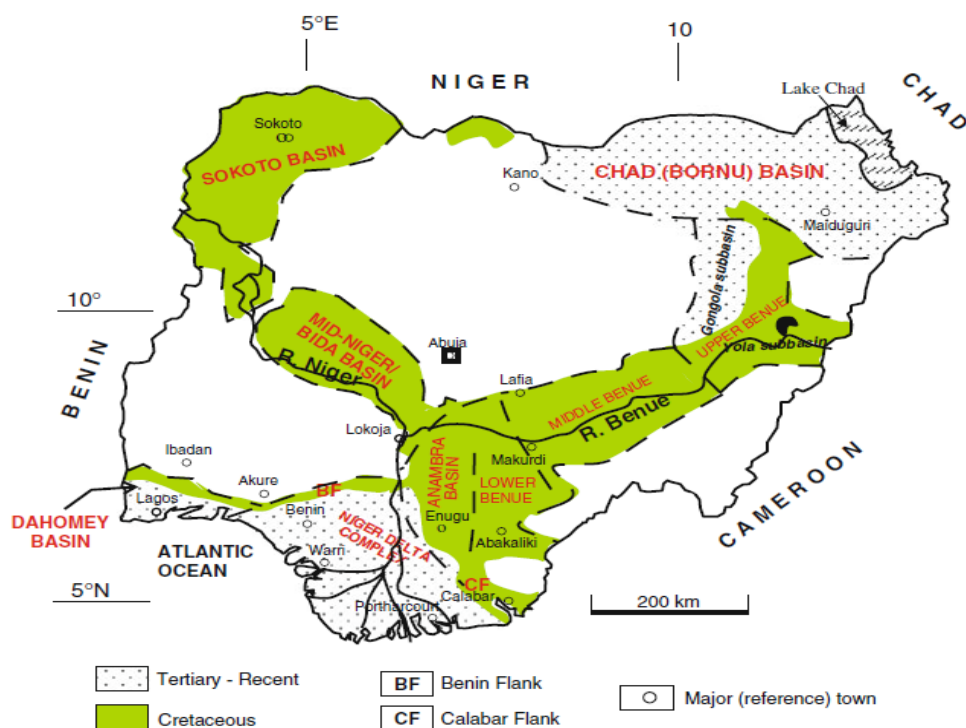 5°E
10
NIGER
CHAD
Lake Chad
Sokoto
SOKOTO BASIN
Kano
CHAD (BORNU) BASIN
Maiduguri
Gongola subbasin
10°
MID-NIGER/
BIDA BASIN
R. Niger
Abuja
UPPER BENUE
Yola subbasin
BENIN
Lafia
MIDDLE BENUE
R. Benue
Lokoja
Makurdi
Ibadan
Akure
BF
ANAMBRA
BASIN
LOWER
BENUE
CAMEROON
Lagos
Benin
Enugu
DAHOMEY
BASIN
NIGER DELTA
COMPLEX
Abakaliki
ATLANTIC
OCEAN
Warri
CF
Calabar
5°N
Portharcourt
200 km
Tertiary - Recent
BF Benin Flank
Major (reference) town
Cretaceous
CF Calabar Flank